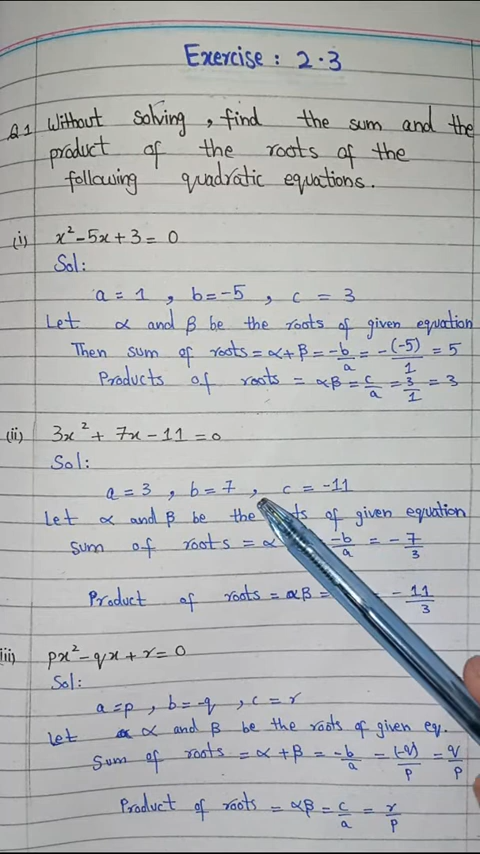 Exercise : 2.3
Q1 Without solving, find the sum and the
product of the roots of the
following quadratic equations.
(i) x²-5x+3=0
Sol:
a=1, b=-5, c=3
Let α and β be the roots of given equation
Then sum of roots=α+β=-b/a=-(-5)/1=5
Products of roots=αβ=c/a=3/1=3
(ii) 3x²+7x-11=0
Sol:
a=3, b=7, c=-11
Let α and β be the of given equation
Sum of roots=α -b/a=-7/3
Product of roots=αβ= -11/3
iii) px²-qx+r=0
Sol:
a=p, b=-q, c=r
Let α and β be the roots of given eq.
Sum of roots=α+β=-b/a=(-q)/p=q/p
Product of roots=αβ=c/a=r/p